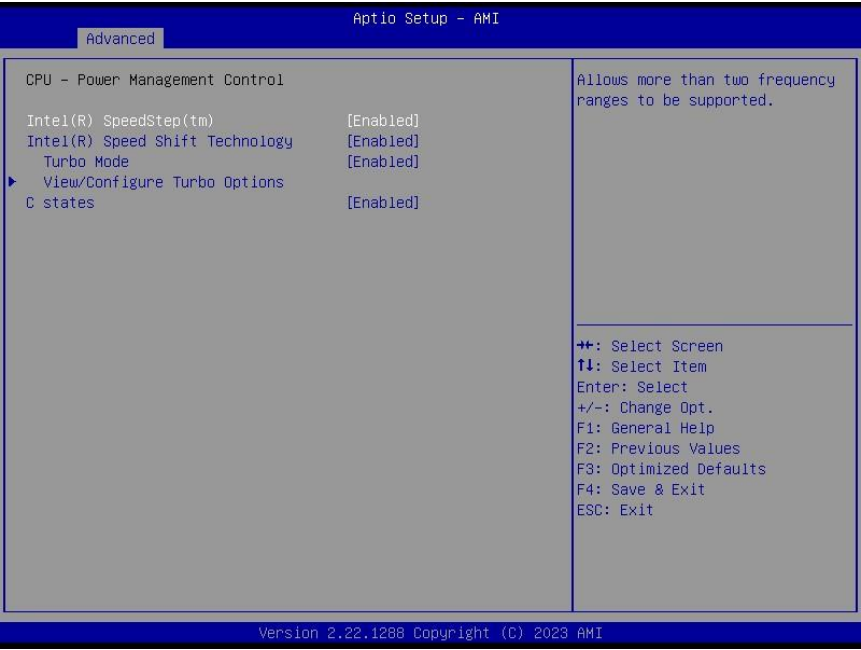 Aptio Setup – AMI
Advanced
CPU – Power Management Control
Intel(R) SpeedStep(tm) [Enabled]
Intel(R) Speed Shift Technology [Enabled]
Turbo Mode [Enabled]
View/Configure Turbo Options
C states [Enabled]
Allows more than two frequency
ranges to be supported.
→←: Select Screen
↑↓: Select Item
Enter: Select
+/–: Change Opt.
F1: General Help
F2: Previous Values
F3: Optimized Defaults
F4: Save & Exit
ESC: Exit
Version 2.22.1288 Copyright (C) 2023 AMI